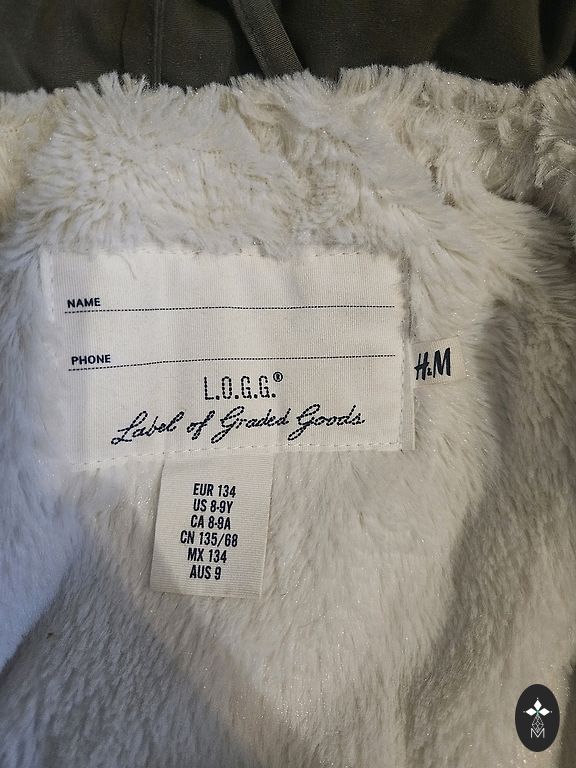 NAME
PHONE
L.O.G.G.®
Label of Graded Goods
H&M
EUR 134
US 8-9Y
CA 8-9A
CN 135/68
MX 134
AUS 9
M